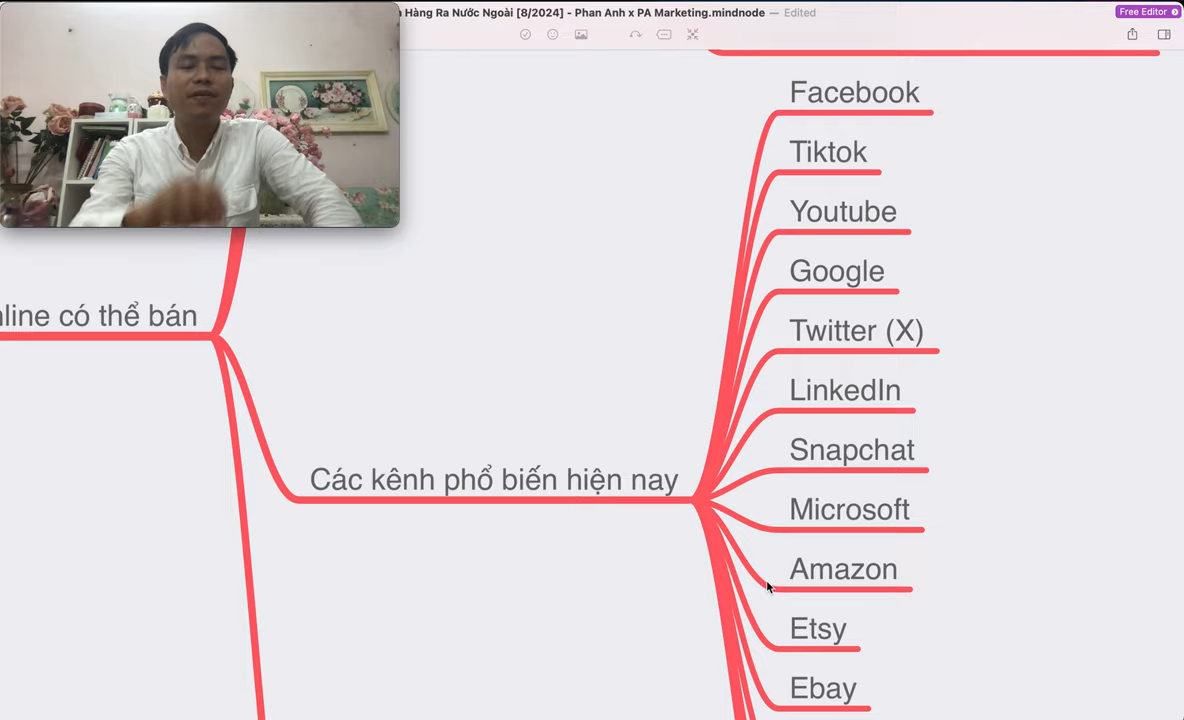 Hàng Ra Nước Ngoài [8/2024] - Phan Anh x PA Marketing.mindnode — Edited
Free Editor
Facebook
Tiktok
Youtube
Google
Twitter (X)
LinkedIn
Snapchat
Microsoft
Amazon
Etsy
Ebay
có thể bán
Các kênh phổ biến hiện nay